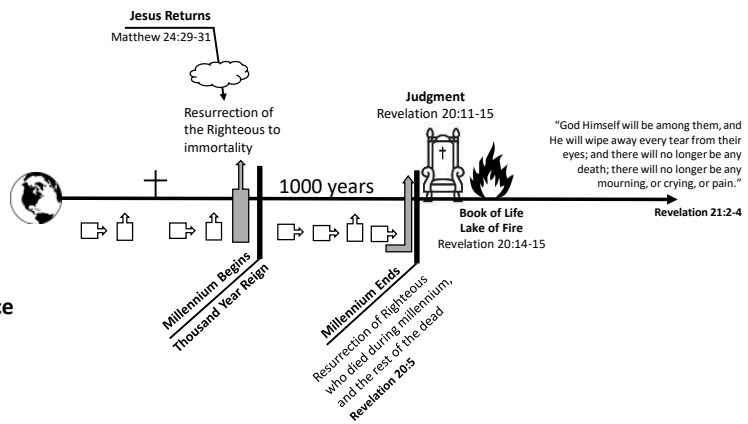 Jesus Returns
Matthew 24:29-31
Resurrection of
the Righteous to
immortality
Judgment
Revelation 20:11-15
"God Himself will be among them, and
He will wipe away every tear from their
eyes; and there will no longer be any
death; there will no longer be any
mourning, or crying, or pain."
Revelation 21:2-4
1000 years
Book of Life
Lake of Fire
Revelation 20:14-15
Millennium Begins
Thousand Year Reign
Millennium Ends
Resurrection of Righteous
who died during millennium,
and the rest of the dead
Revelation 20:5
ce